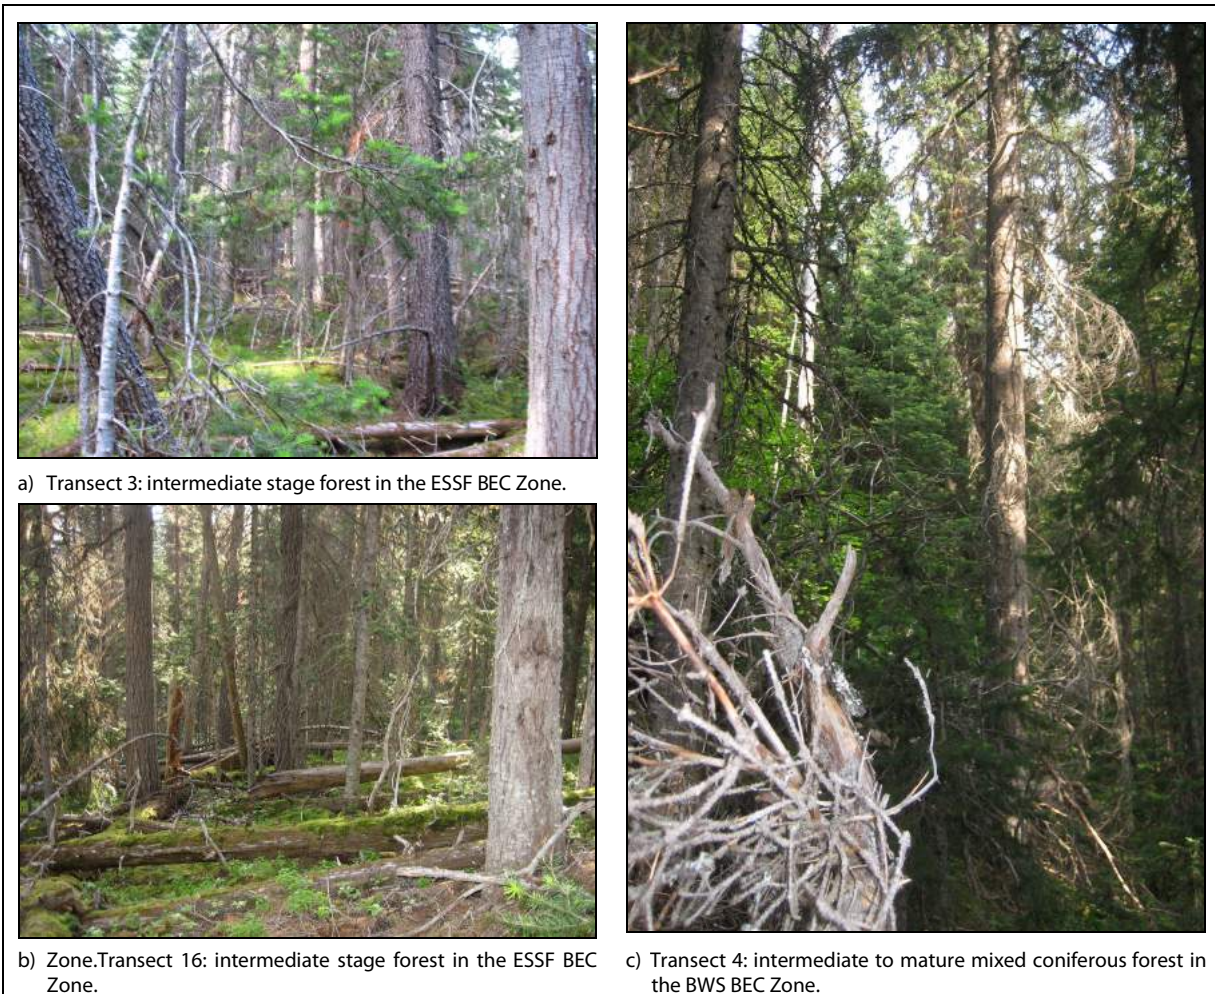 a) Transect 3: intermediate stage forest in the ESSF BEC Zone.
b) Zone.Transect 16: intermediate stage forest in the ESSF BEC
Zone.
c) Transect 4: intermediate to mature mixed coniferous forest in
the BWS BEC Zone.